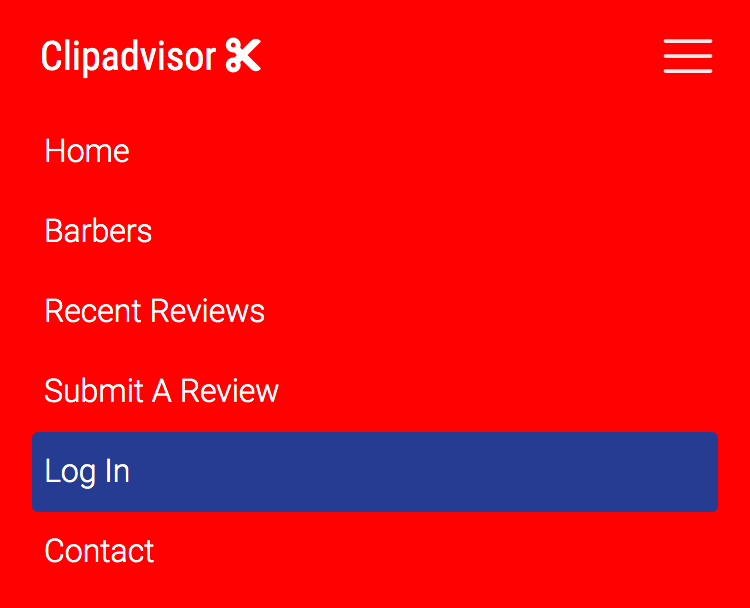 Clipadvisor
Home
Barbers
Recent Reviews
Submit A Review
Log In
Contact